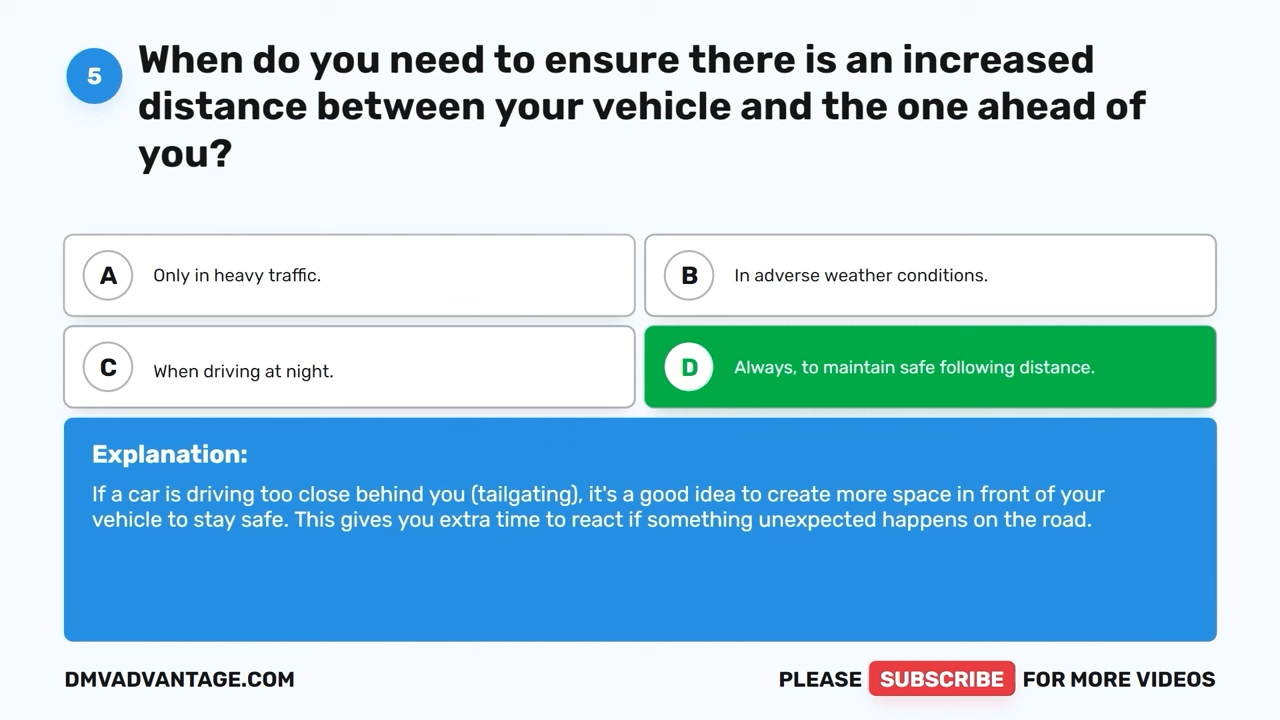 5
When do you need to ensure there is an increased
distance between your vehicle and the one ahead of
you?
A
Only in heavy traffic.
B
In adverse weather conditions.
C
When driving at night.
D
Always, to maintain safe following distance.
Explanation:
If a car is driving too close behind you (tailgating), it's a good idea to create more space in front of your
vehicle to stay safe. This gives you extra time to react if something unexpected happens on the road.
DMVADVANTAGE.COM
PLEASE SUBSCRIBE FOR MORE VIDEOS